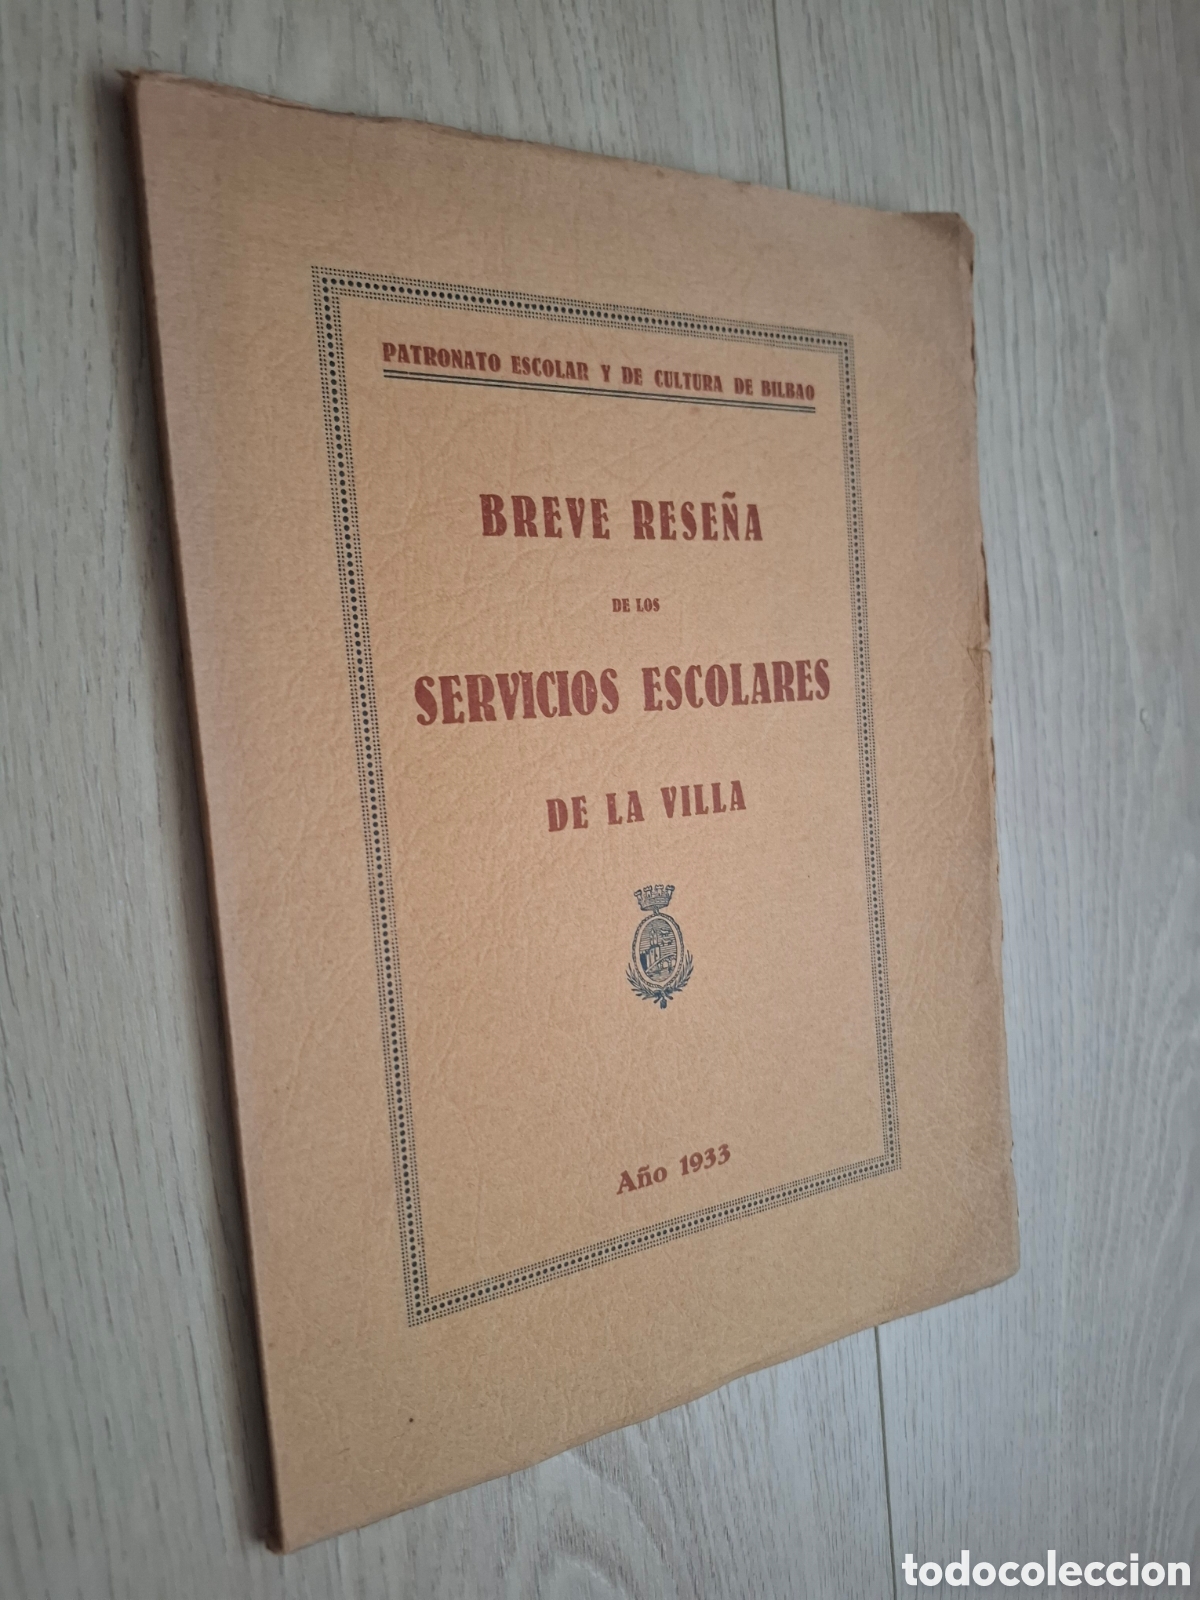 PATRONATO ESCOLAR Y DE CULTURA DE BILBAO
BREVE RESEÑA
DE LOS
SERVICIOS ESCOLARES
DE LA VILLA
Año 1933
todocoleccion